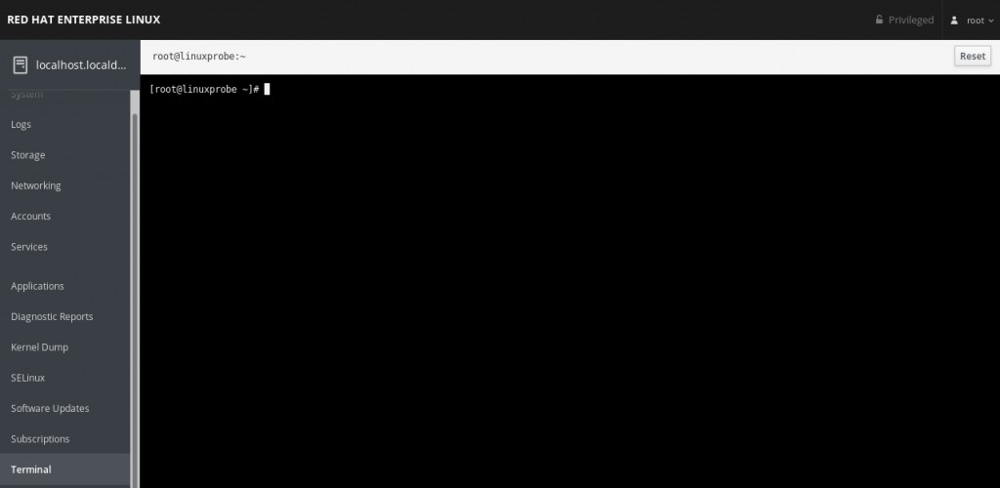 RED HAT ENTERPRISE LINUX
Privileged
root
localhost.locald...
root@linuxprobe:~
Reset
System
[root@linuxprobe ~]#
Logs
Storage
Networking
Accounts
Services
Applications
Diagnostic Reports
Kernel Dump
SELinux
Software Updates
Subscriptions
Terminal